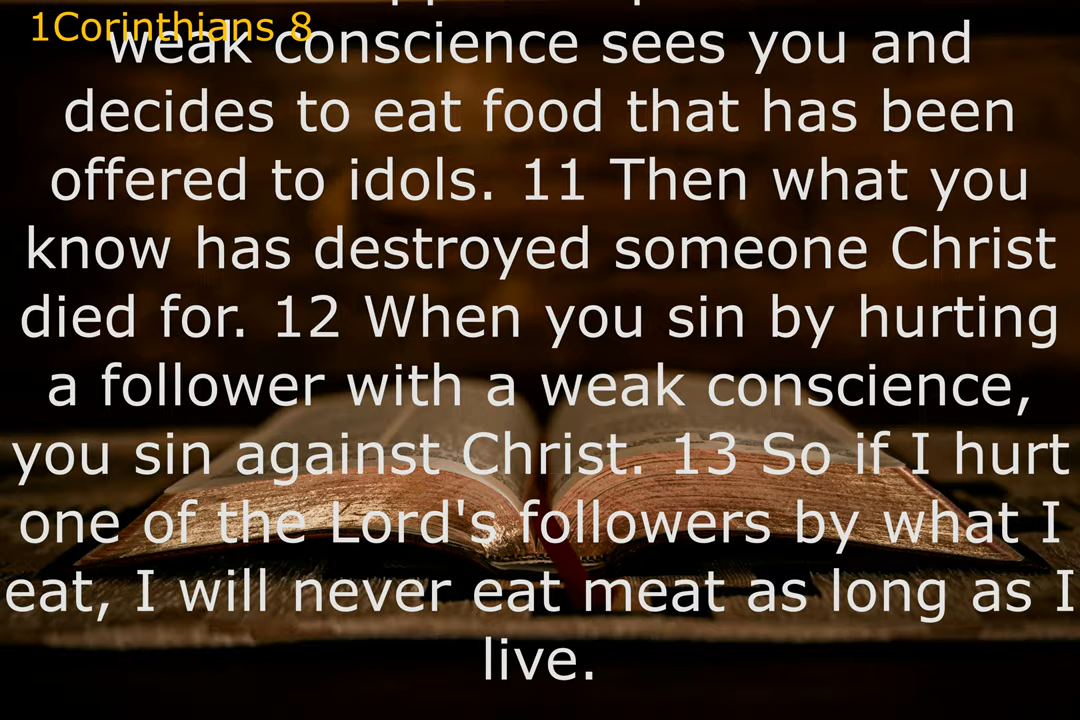 1Corinthians 8
weak conscience sees you and
decides to eat food that has been
offered to idols. 11 Then what you
know has destroyed someone Christ
died for. 12 When you sin by hurting
a follower with a weak conscience,
you sin against Christ. 13 So if I hurt
one of the Lord's followers by what I
eat, I will never eat meat as long as I
live.